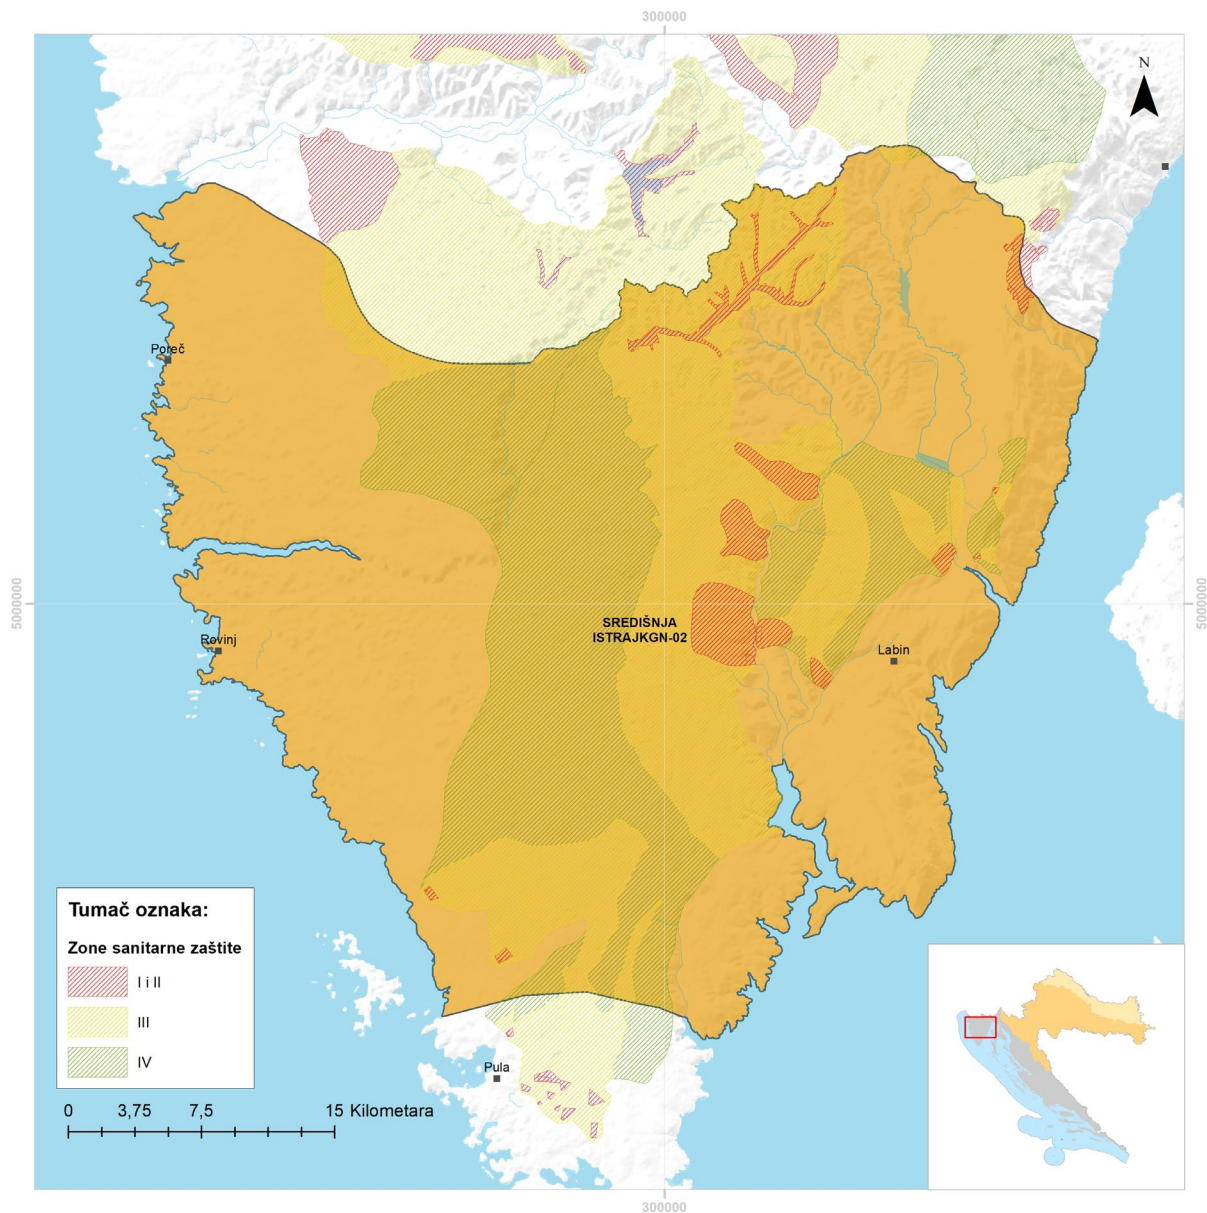 300000
N
Poreč
5000000
5000000
SREDIŠNJA
ISTRAJKGN-02
Rovinj
Labin
Tumač oznaka:
Zone sanitarne zaštite
I i II
III
IV
Pula
0 3,75 7,5 15 Kilometara
300000